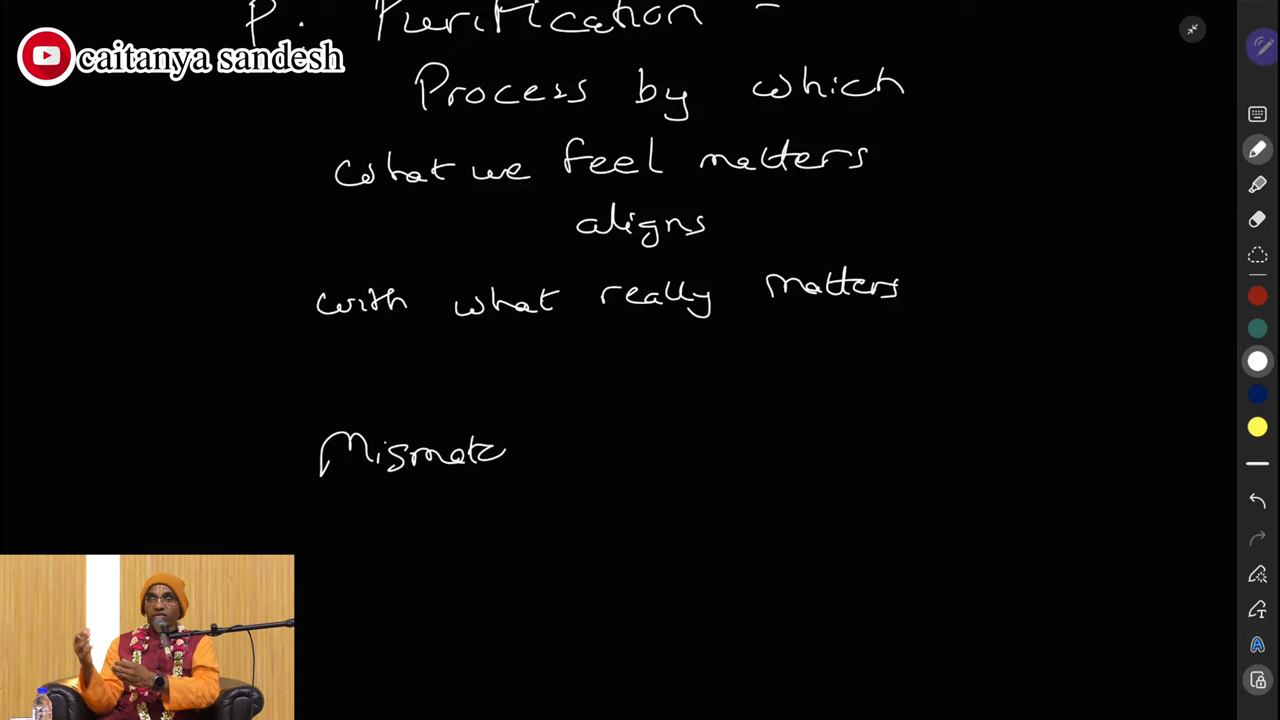 P. Purification =
caitanya sandesh
Process by which
what we feel matters
aligns
with what really matters
Mismatc